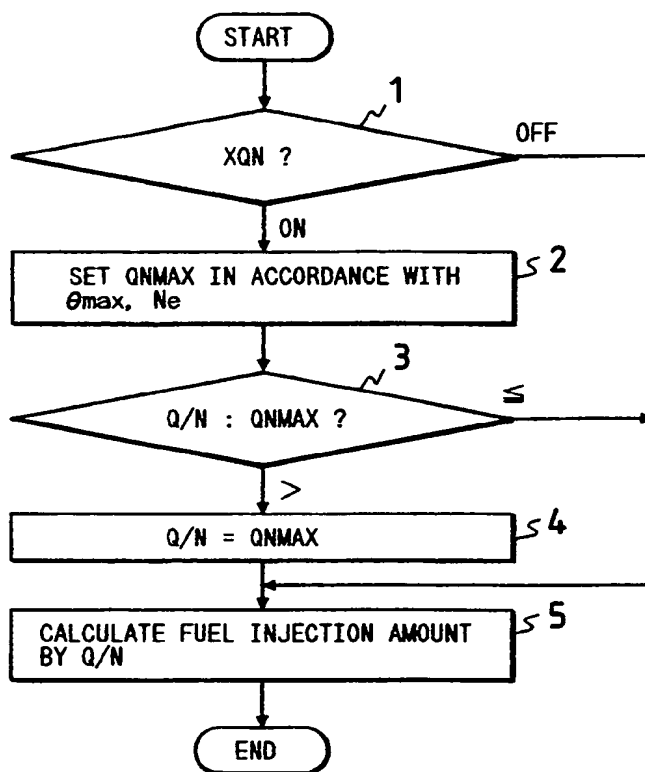 START
1
XQN ?
OFF
ON
2
SET QNMAX IN ACCORDANCE WITH
θmax, Ne
3
Q/N : QNMAX ?
≦
>
4
Q/N = QNMAX
5
CALCULATE FUEL INJECTION AMOUNT
BY Q/N
END